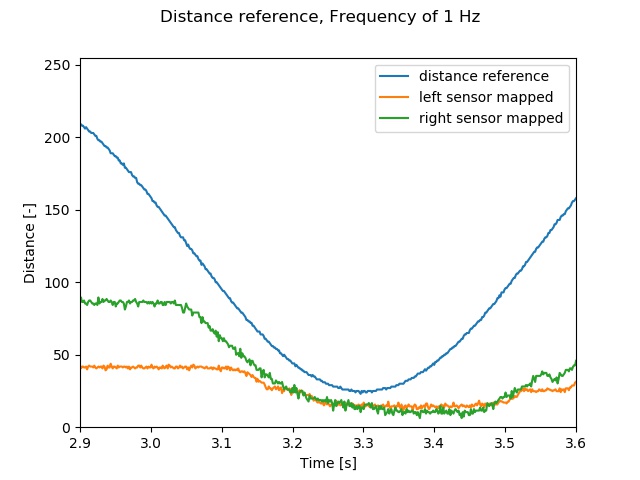 Distance reference, Frequency of 1 Hz
250
200
150
100
50
0
Distance [-]
distance reference
left sensor mapped
right sensor mapped
2.9 3.0 3.1 3.2 3.3 3.4 3.5 3.6
Time [s]